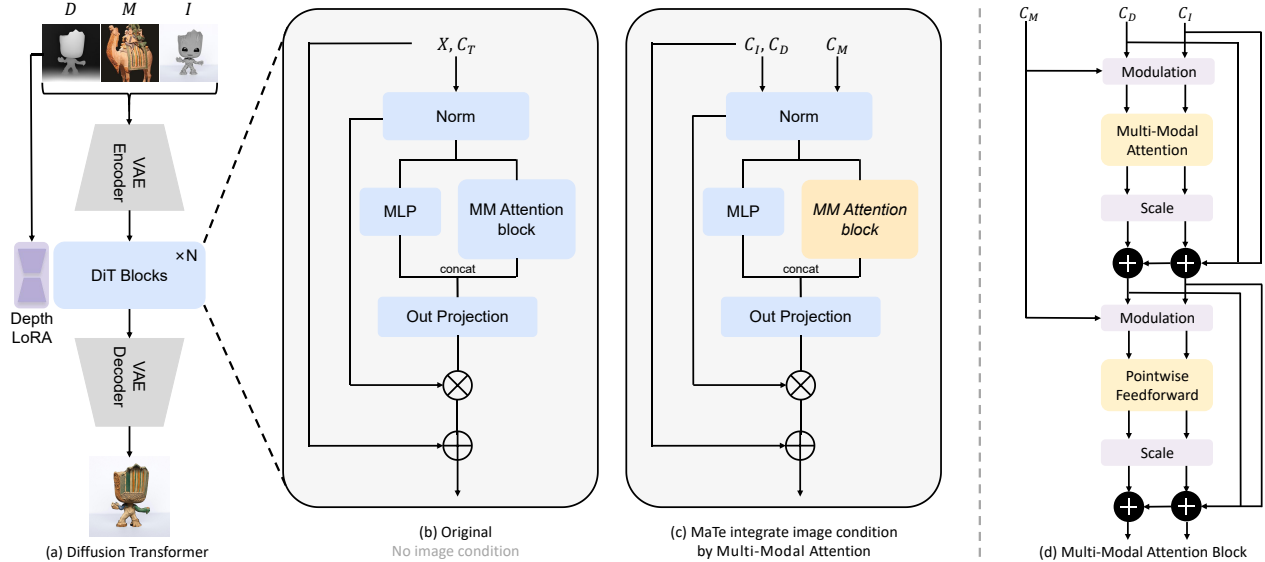 D M I
VAE
Encoder
DiT Blocks
×N
Depth
LoRA
VAE
Decoder
(a) Diffusion Transformer
X, C_T
Norm
MLP
MM Attention
block
concat
Out Projection
(b) Original
No image condition
C_I, C_D
C_M
Norm
MLP
MM Attention
block
concat
Out Projection
(c) MaTe integrate image condition
by Multi-Modal Attention
C_M C_D C_I
Modulation
Multi-Modal
Attention
Scale
Modulation
Pointwise
Feedforward
Scale
(d) Multi-Modal Attention Block